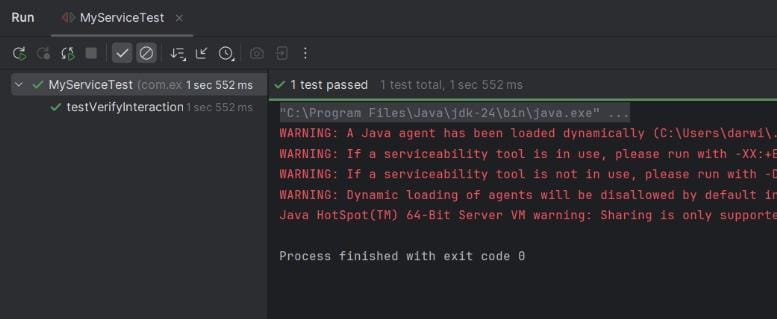 Run MyServiceTest
MyServiceTest (com.ex 1 sec 552 ms
1 test passed 1 test total, 1 sec 552 ms
testVerifyInteraction 1 sec 552 ms
"C:\Program Files\Java\jdk-24\bin\java.exe" ...
WARNING: A Java agent has been loaded dynamically (C:\Users\darwi\.
WARNING: If a serviceability tool is in use, please run with -XX:+E
WARNING: If a serviceability tool is not in use, please run with -D
WARNING: Dynamic loading of agents will be disallowed by default in
Java HotSpot(TM) 64-Bit Server VM warning: Sharing is only supporte
Process finished with exit code 0